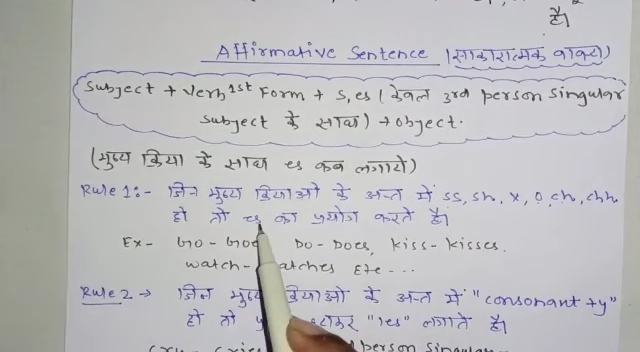 है।
Affirmative Sentence (साकारात्मक वाक्य)
Subject + Verb 1st Form + s, es (केवल 3rd person singular
subject के साथ) + object.
(मुख्य क्रिया के साथ es कब लगाये)
Rule 1:- जिन मुख्य क्रियाओ के अन्त में ss, sh, x, o, ch, chh
हो तो es का प्रयोग करते है।
Ex- Go - Goes, Do - Does, Kiss - Kisses.
Watch - Watches Etc ...
Rule 2 → जिन मुख्य क्रियाओं के अन्त में "consonant + y"
हो तो y हटाकर "ies" लगाते है।
person singular